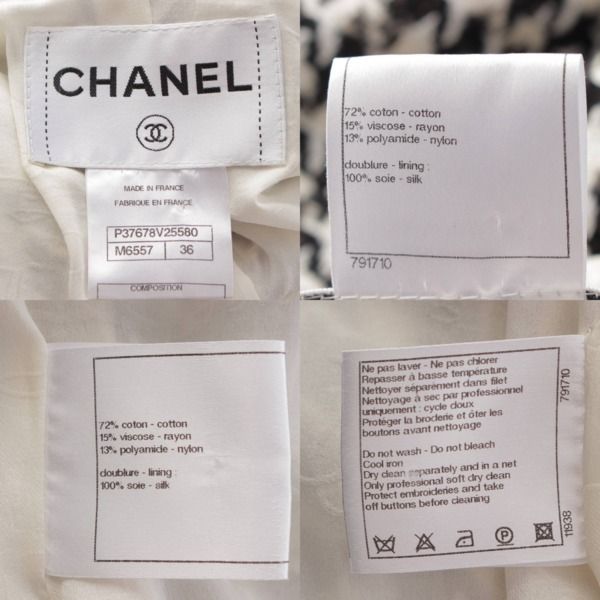 CHANEL
MADE IN FRANCE
FABRIQUE EN FRANCE
P37678V25580
M6557 36
COMPOSITION
72% coton - cotton
15% viscose - rayon
13% polyamide - nylon
doublure - lining :
100% soie - silk
791710
72% coton - cotton
15% viscose - rayon
13% polyamide - nylon
doublure - lining :
100% soie - silk
Ne pas laver - Ne pas chlorer
Repasser à basse température
Nettoyer séparément dans filet
Nettoyage à sec par professionnel
uniquement : cycle doux
Protéger la broderie et ôter les
boutons avant nettoyage
Do not wash - Do not bleach
Cool iron
Dry clean separately and in a net
Only professional soft dry clean
Protect embroideries and take
off buttons before cleaning
P
791710
11938